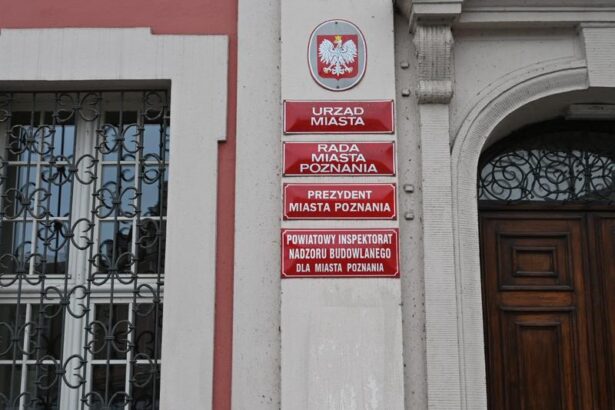 URZĄD
MIASTA
RADA
MIASTA
POZNANIA
PREZYDENT
MIASTA POZNANIA
POWIATOWY INSPEKTORAT
NADZORU BUDOWLANEGO
DLA MIASTA POZNANIA